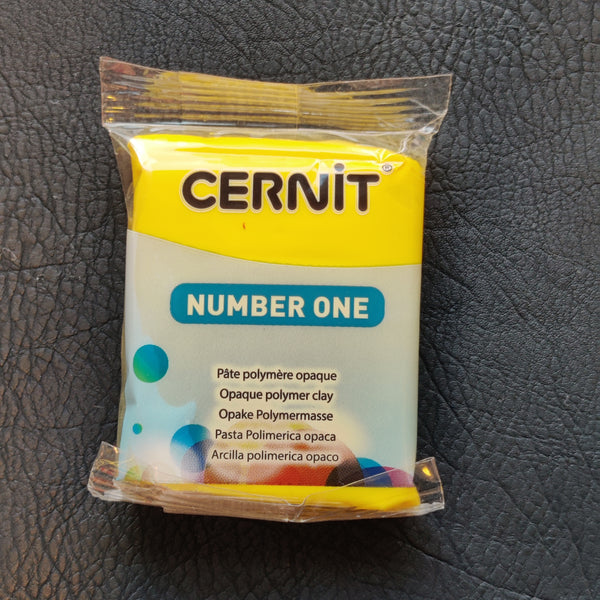 CERNiT®
NUMBER ONE
Pâte polymère opaque
Opaque polymer clay
Opake Polymermasse
Pasta Polimerica opaca
Arcilla polimerica opaco